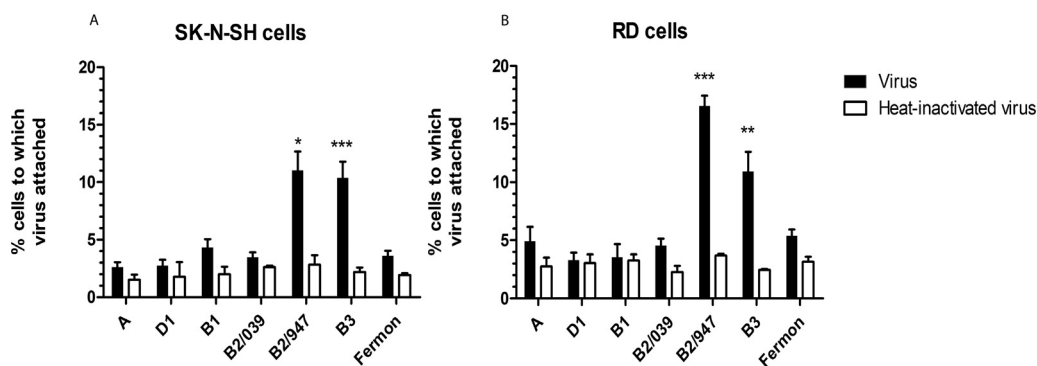 A
SK-N-SH cells
% cells to which
virus attached
20
15
10
5
0
*
***
A
D1
B1
B2/039
B2/947
B3
Fermon
B
RD cells
% cells to which
virus attached
20
15
10
5
0
***
**
A
D1
B1
B2/039
B2/947
B3
Fermon
Virus
Heat-inactivated virus